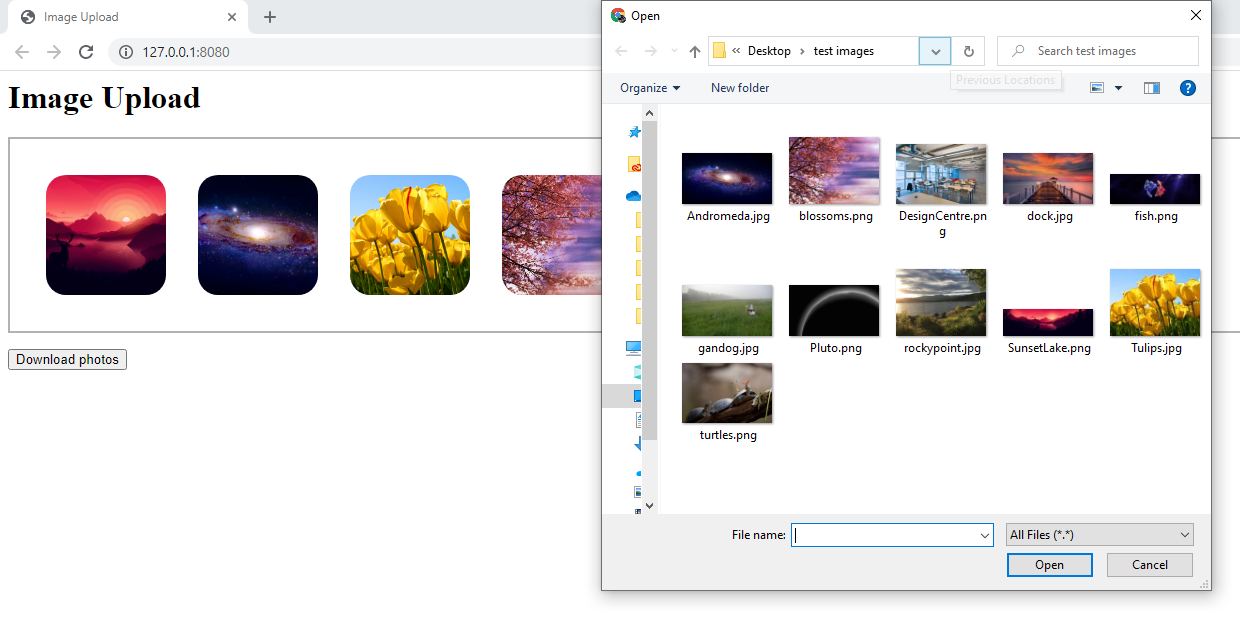 Image Upload
127.0.0.1:8080
Image Upload
Download photos
Open
« Desktop › test images
Search test images
Previous Locations
Organize
New folder
?
Andromeda.jpg
blossoms.png
DesignCentre.pn
g
dock.jpg
fish.png
gandog.jpg
Pluto.png
rockypoint.jpg
SunsetLake.png
Tulips.jpg
turtles.png
File name:
All Files (*.*)
Open
Cancel